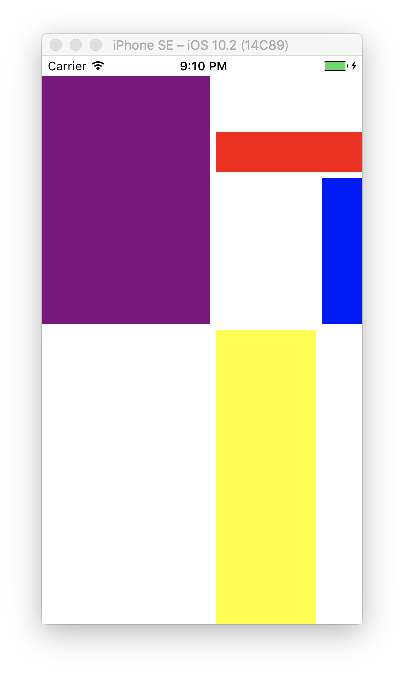 iPhone SE – iOS 10.2 (14C89)
Carrier 9:10 PM